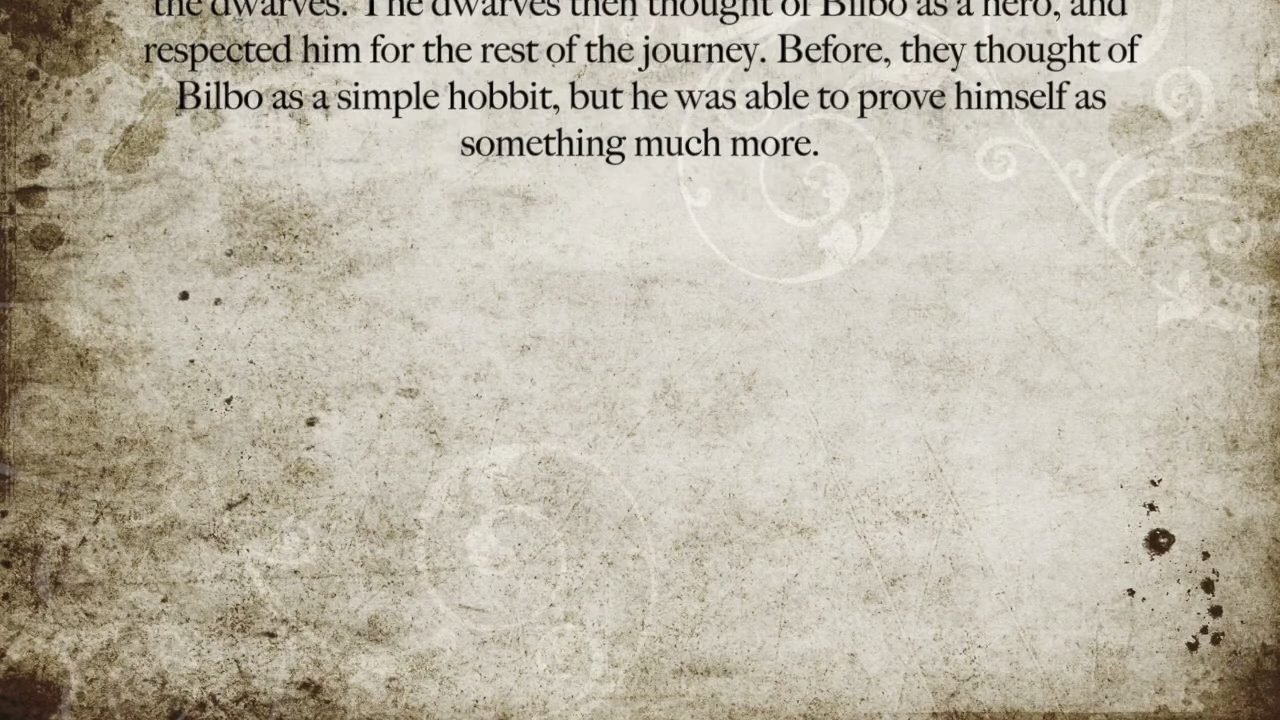 the dwarves. The dwarves then thought of Bilbo as a hero, and
respected him for the rest of the journey. Before, they thought of
Bilbo as a simple hobbit, but he was able to prove himself as
something much more.